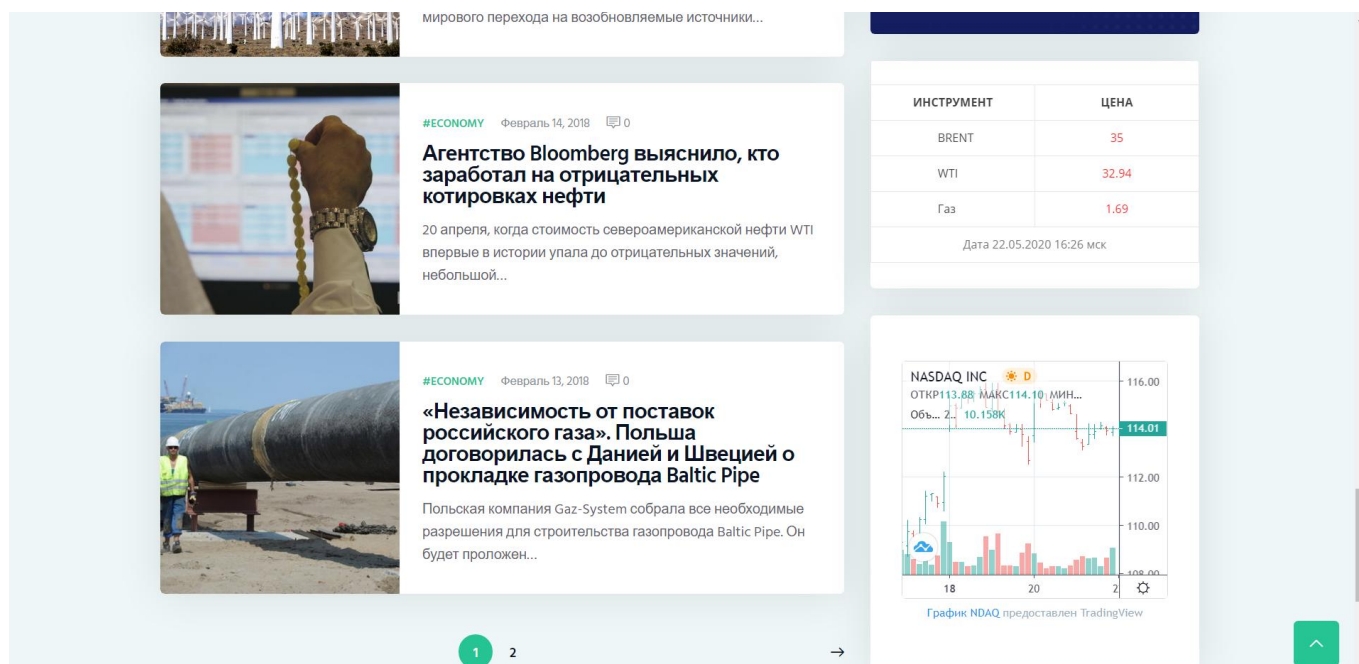 мирового перехода на возобновляемые источники...
#ECONOMY Февраль 14, 2018 0
Агентство Bloomberg выяснило, кто
заработал на отрицательных
котировках нефти
20 апреля, когда стоимость североамериканской нефти WTI
впервые в истории упала до отрицательных значений,
небольшой...
#ECONOMY Февраль 13, 2018 0
«Независимость от поставок
российского газа». Польша
договорилась с Данией и Швецией о
прокладке газопровода Baltic Pipe
Польская компания Gaz-System собрала все необходимые
разрешения для строительства газопровода Baltic Pipe. Он
будет проложен...
1 2 →
ИНСТРУМЕНТ ЦЕНА
BRENT 35
WTI 32.94
Газ 1.69
Дата 22.05.2020 16:26 мск
NASDAQ INC D
ОТКР113.88 МАКС114.10 МИН...
Объ... 2... 10.158K
116.00
114.01
112.00
110.00
108.00
18 20 2
График NDAQ предоставлен TradingView